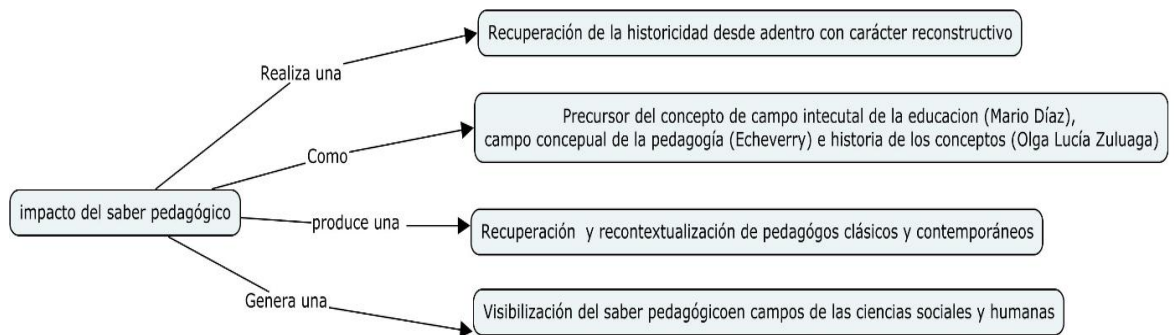 Recuperación de la historicidad desde adentro con carácter reconstructivo
Realiza una
Precursor del concepto de campo intecutal de la educacion (Mario Díaz),
campo concepual de la pedagogía (Echeverry) e historia de los conceptos (Olga Lucía Zuluaga)
Como
impacto del saber pedagógico
produce una
Recuperación y recontextualización de pedagógos clásicos y contemporáneos
Genera una
Visibilización del saber pedagógicoen campos de las ciencias sociales y humanas